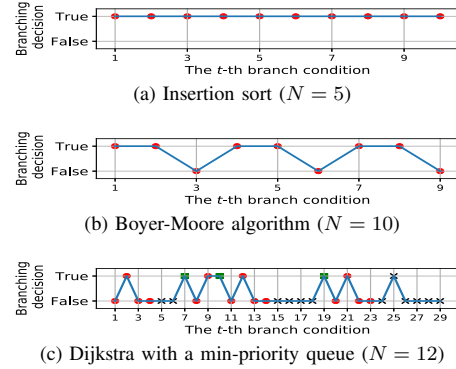 Branching
decision
True
False
1 3 5 7 9
The t-th branch condition
(a) Insertion sort (N = 5)
Branching
decision
True
False
1 3 5 7 9
The t-th branch condition
(b) Boyer-Moore algorithm (N = 10)
Branching
decision
True
False
1 3 5 7 9 11 13 15 17 19 21 23 25 27 29
The t-th branch condition
(c) Dijkstra with a min-priority queue (N = 12)